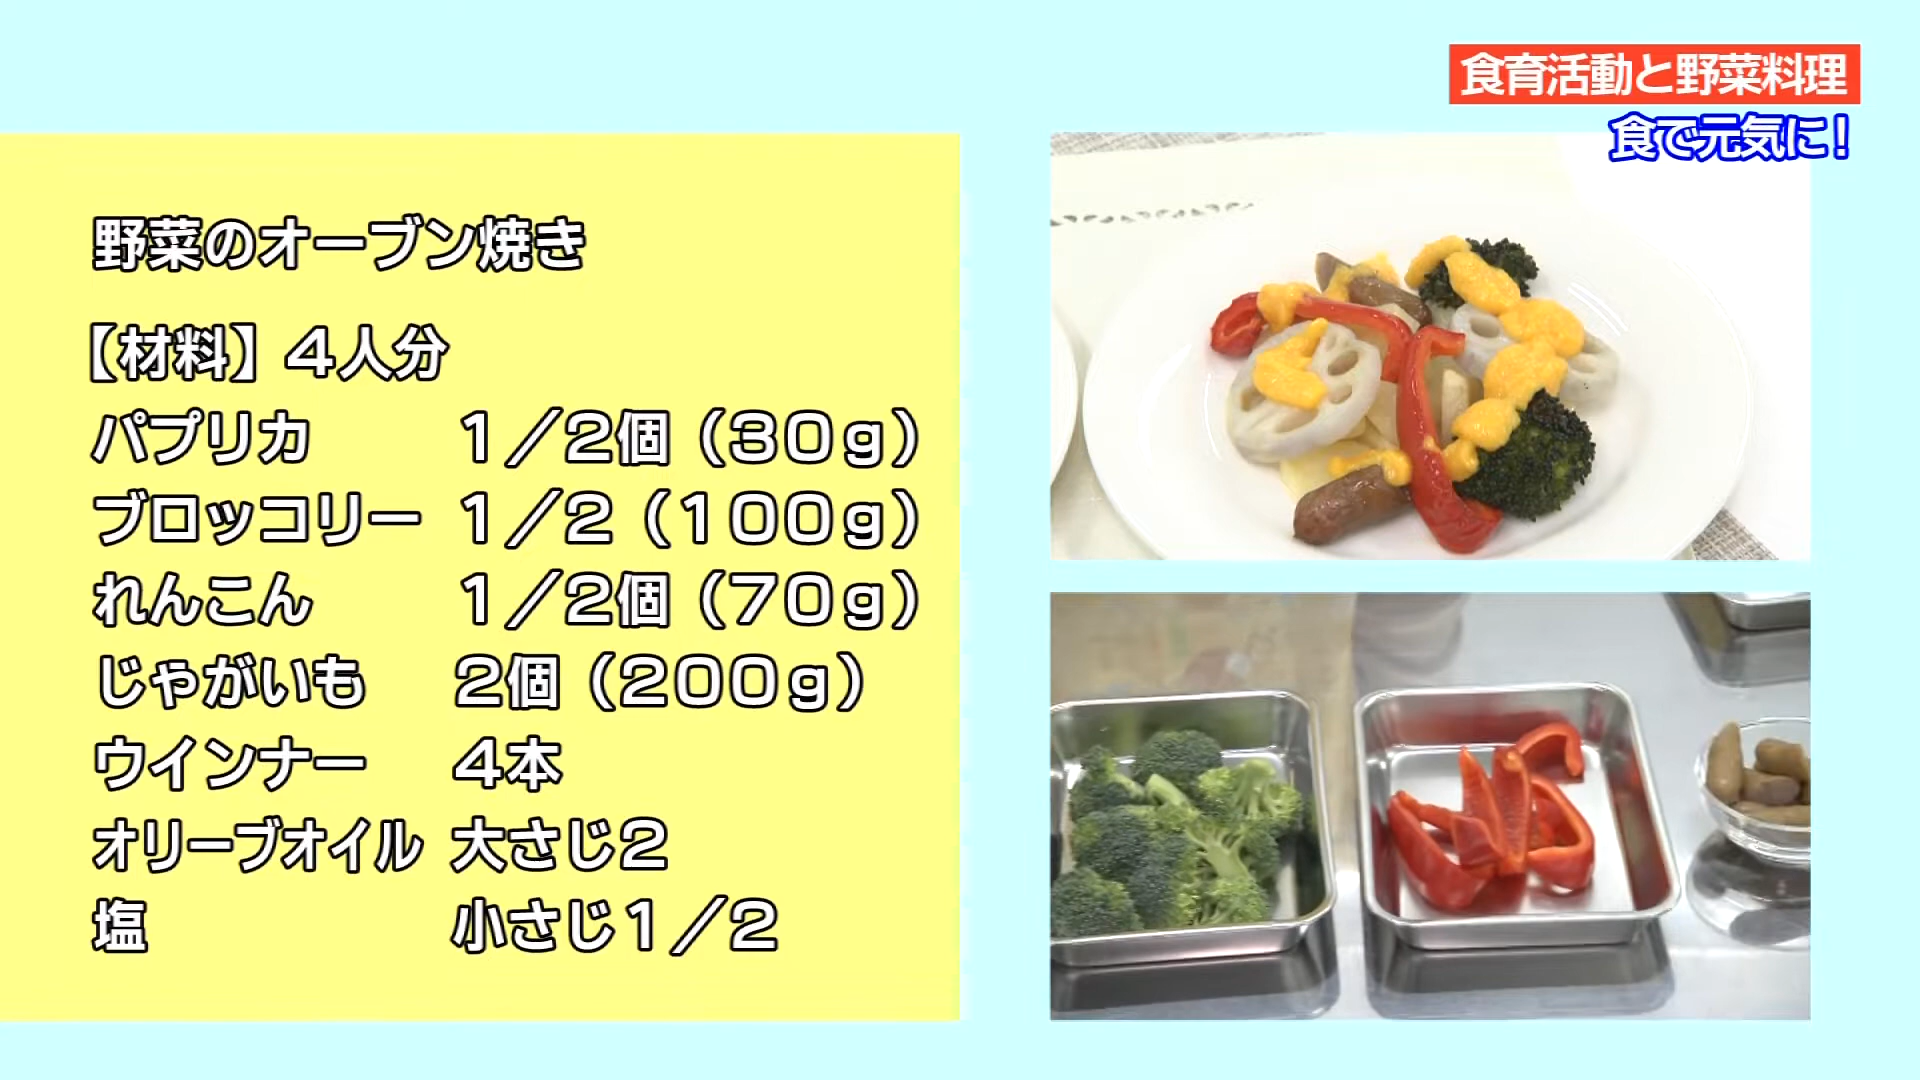 食育活動と野菜料理
食で元気に!
野菜のオーブン焼き
【材料】4人分
パプリカ 1/2個(30g)
ブロッコリー 1/2(100g)
れんこん 1/2個(70g)
じゃがいも 2個(200g)
ウインナー 4本
オリーブオイル 大さじ2
塩 小さじ1/2